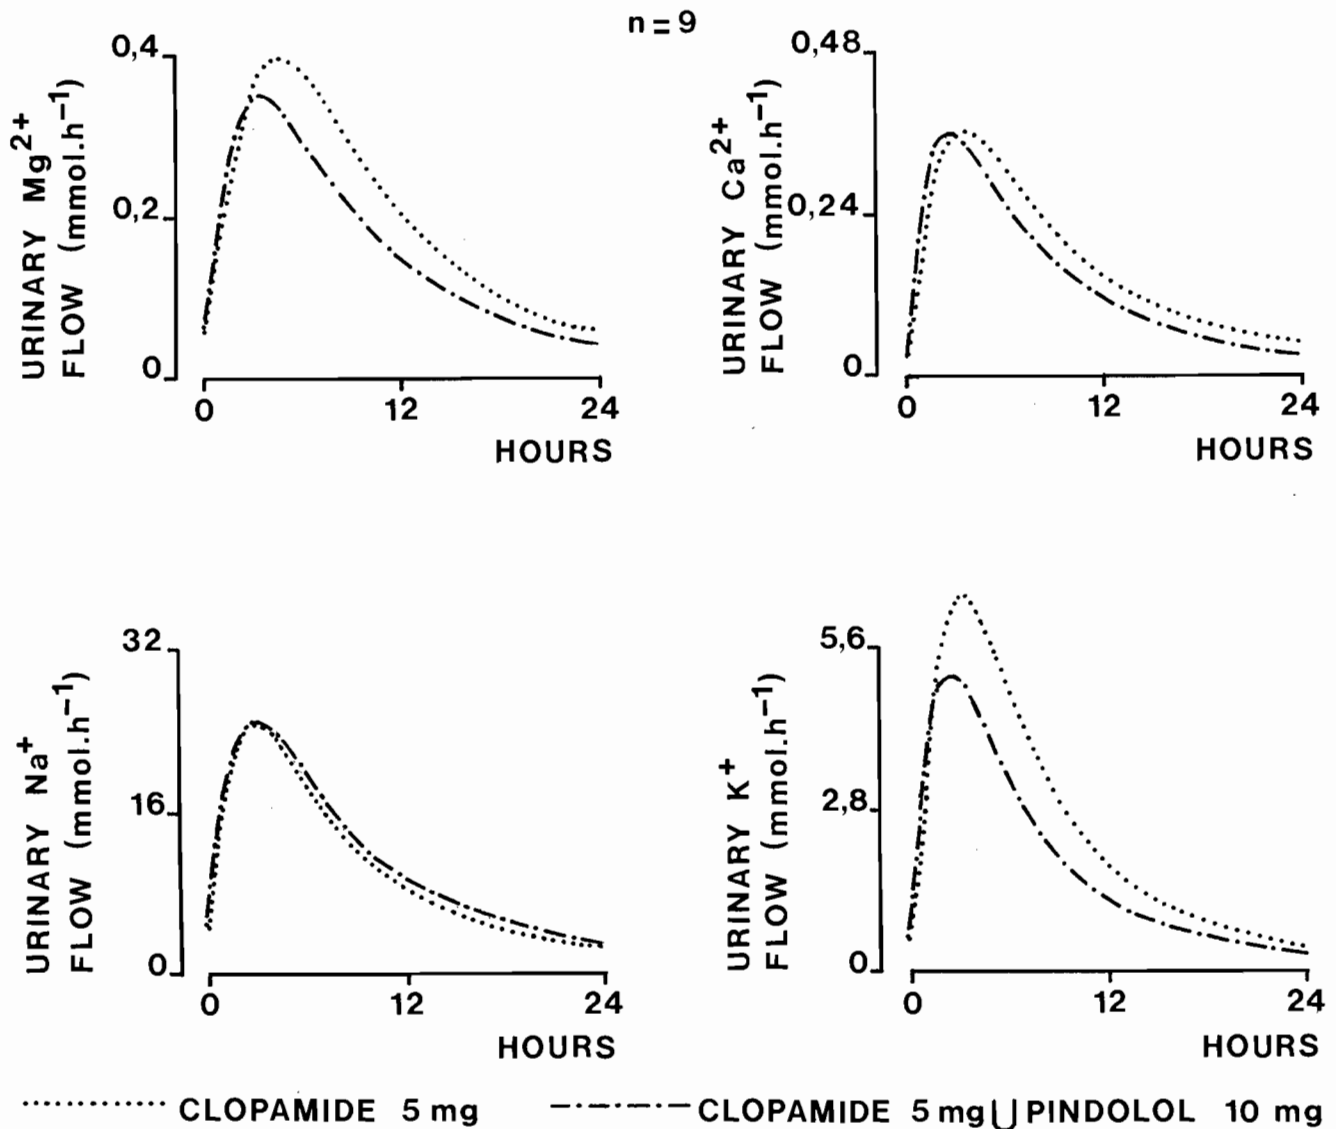 n=9
0,4
0,2
0
URINARY Mg2+
FLOW (mmol.h-1)
0 12 24
HOURS
0,48
0,24
0
URINARY Ca2+
FLOW (mmol.h-1)
0 12 24
HOURS
32
16
0
URINARY Na+
FLOW (mmol.h-1)
0 12 24
HOURS
5,6
2,8
0
URINARY K+
FLOW (mmol.h-1)
0 12 24
HOURS
CLOPAMIDE 5 mg
CLOPAMIDE 5 mg ⋃ PINDOLOL 10 mg